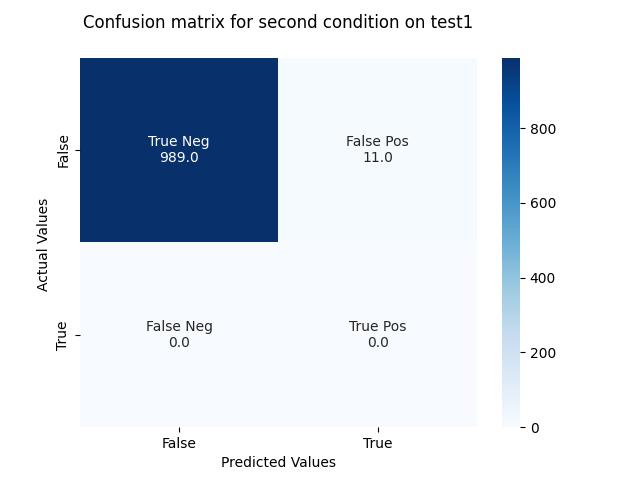 Confusion matrix for second condition on test1
True Neg
989.0
False Pos
11.0
False Neg
0.0
True Pos
0.0
False
True
Actual Values
False
True
Predicted Values
800
600
400
200
0